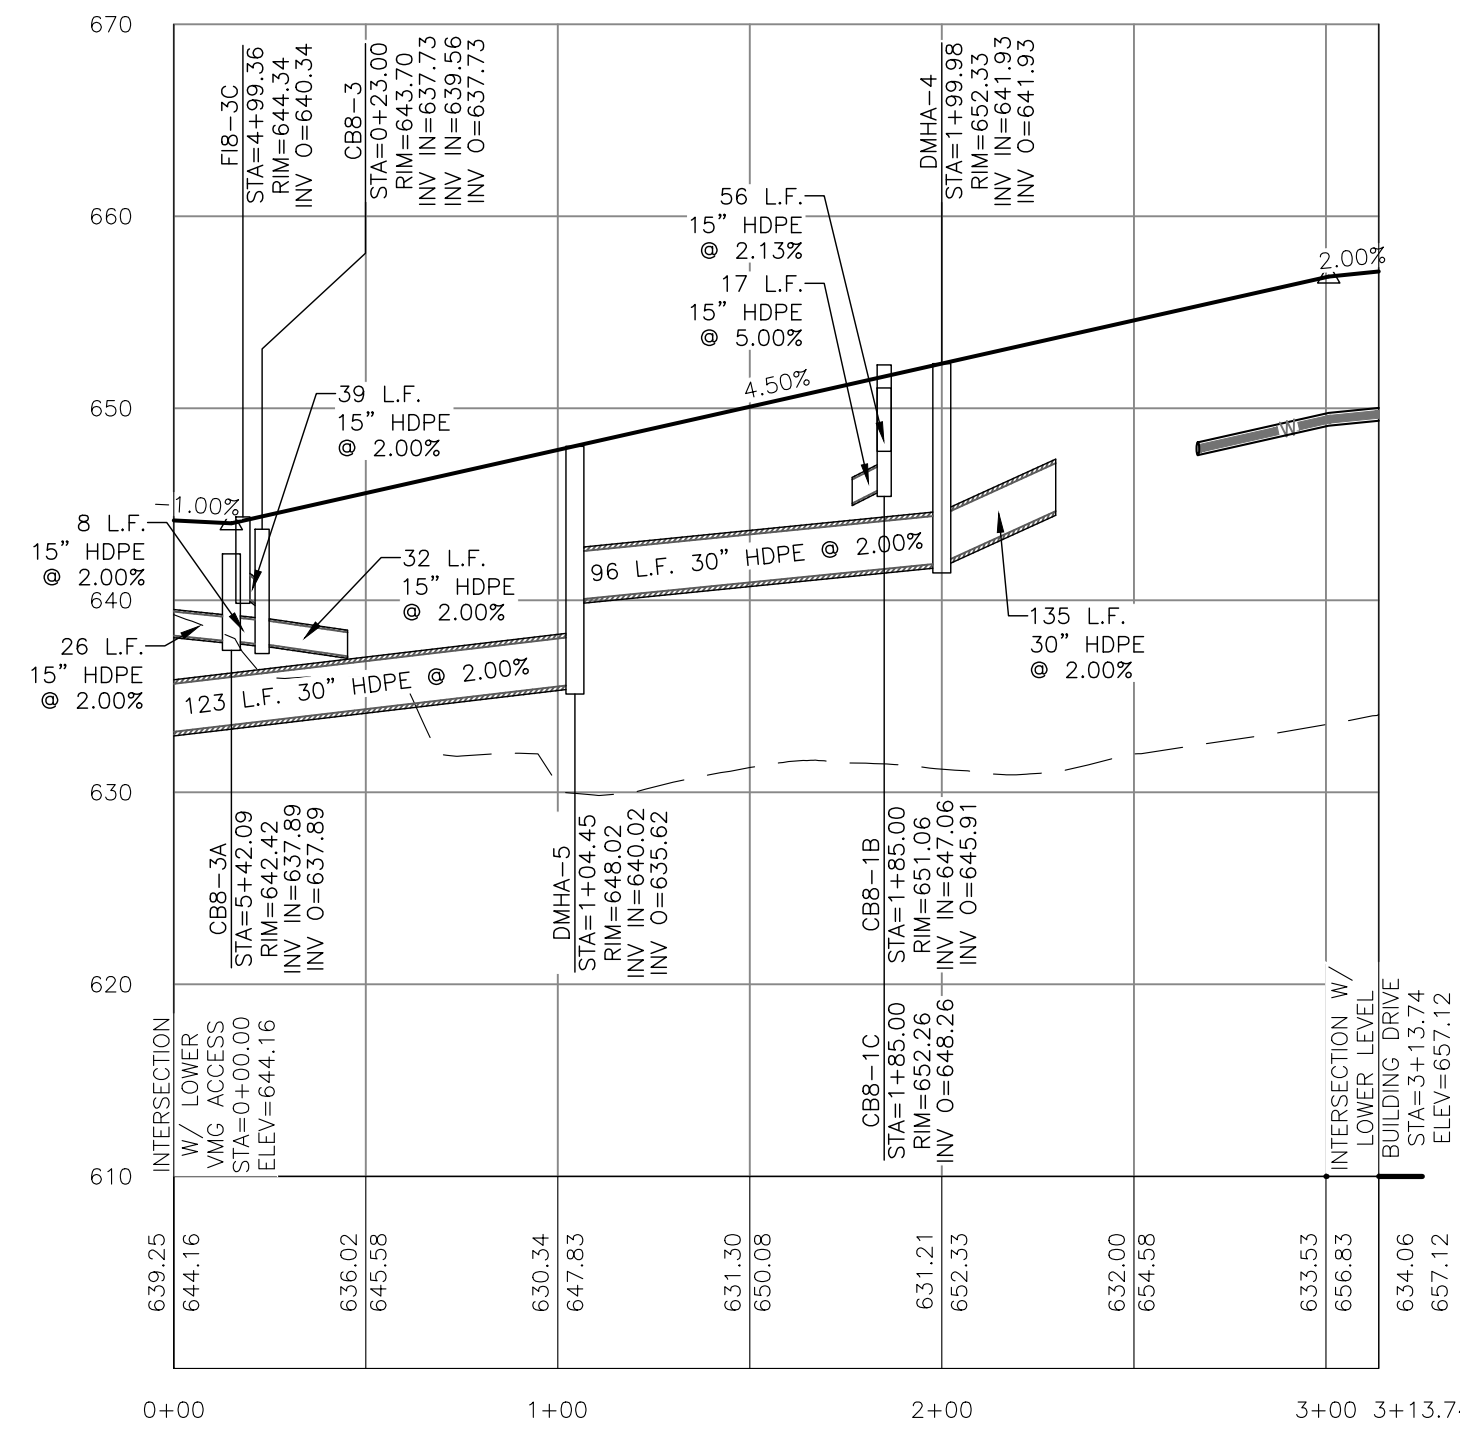 670
660
650
640
630
620
610
FI8-3C
STA=4+99.36
RIM=644.34
INV O=640.34
CB8-3
STA=0+23.00
RIM=643.70
INV IN=637.73
INV IN=639.56
INV O=637.73
DMHA-4
STA=1+99.98
RIM=652.33
INV IN=641.93
INV O=641.93
56 L.F.
15" HDPE
@ 2.13%
17 L.F.
15" HDPE
@ 5.00%
2.00%
4.50%
39 L.F.
15" HDPE
@ 2.00%
-1.00%
8 L.F.
15" HDPE
@ 2.00%
32 L.F.
15" HDPE
@ 2.00%
26 L.F.
15" HDPE
@ 2.00%
W
96 L.F. 30" HDPE @ 2.00%
123 L.F. 30" HDPE @ 2.00%
135 L.F.
30" HDPE
@ 2.00%
CB8-3A
STA=5+42.09
RIM=642.42
INV IN=637.89
INV O=637.89
DMHA-5
STA=1+04.45
RIM=648.02
INV IN=640.02
INV O=635.62
CB8-1B
STA=1+85.00
RIM=651.06
INV IN=647.06
INV O=645.91
CB8-1C
STA=1+85.00
RIM=652.26
INV O=648.26
INTERSECTION
W/ LOWER
VMG ACCESS
STA=0+00.00
ELEV=644.16
INTERSECTION W/
LOWER LEVEL
BUILDING DRIVE
STA=3+13.74
ELEV=657.12
639.25
644.16
636.02
645.58
630.34
647.83
631.30
650.08
631.21
652.33
632.00
654.58
633.53
656.83
634.06
657.12
0+00
1+00
2+00
3+00
3+13.74